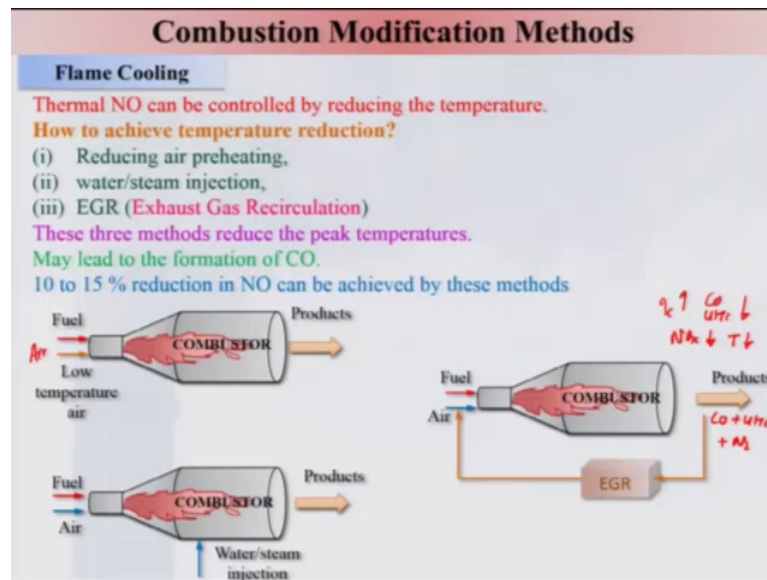 Combustion Modification Methods
Flame Cooling
Thermal NO can be controlled by reducing the temperature.
How to achieve temperature reduction?
(i) Reducing air preheating,
(ii) water/steam injection,
(iii) EGR (Exhaust Gas Recirculation)
These three methods reduce the peak temperatures.
May lead to the formation of CO.
10 to 15 % reduction in NO can be achieved by these methods
Fuel
Products
Air
COMBUSTOR
Low
temperature
air
↑ CO
UHC ↓
NOx ↓ T↓
Fuel
Product
COMBUSTOR
Air
CO + UHC
+
EGR
Fuel
Products
COMBUSTOR
Air
Water/steam
injection